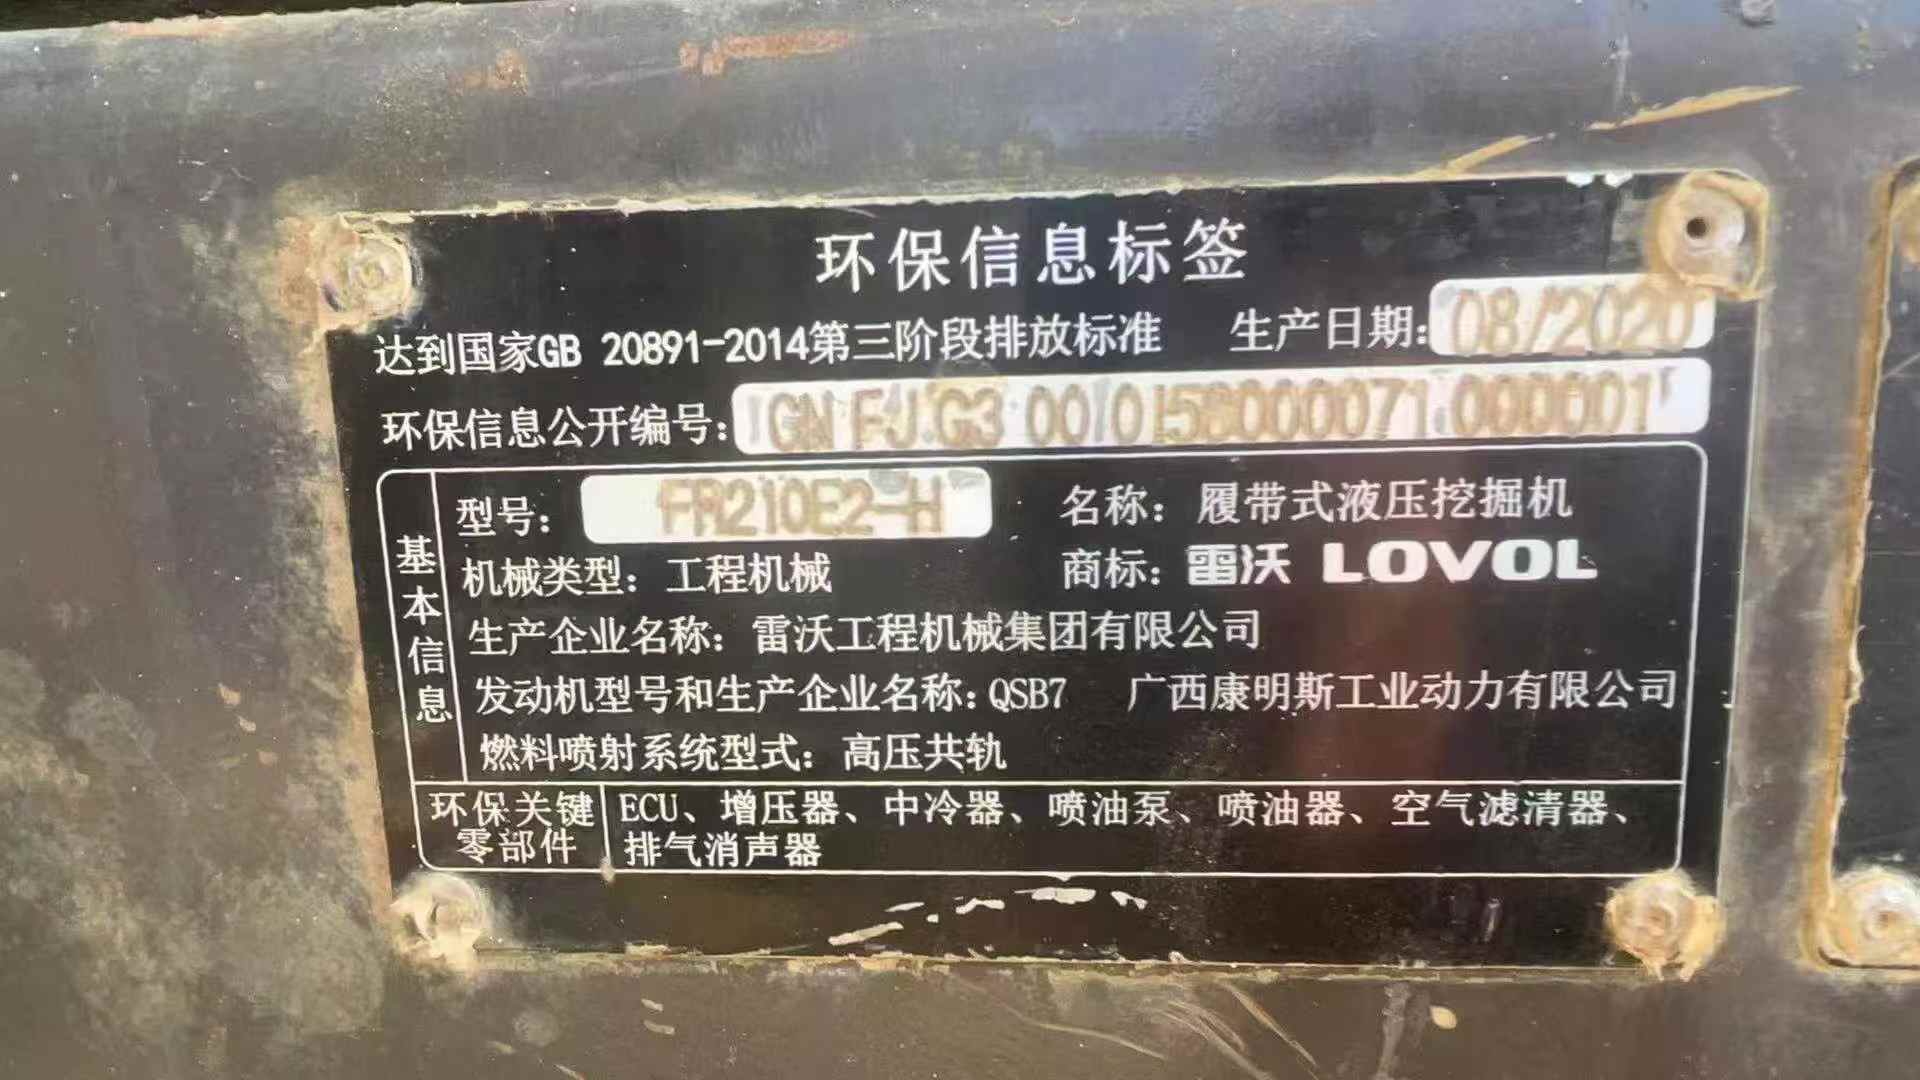 环保信息标签
达到国家GB 20891-2014第三阶段排放标准 生产日期:08/2020
环保信息公开编号: CN FJ G3 00 0158000071 000001
基本信息
型号: FR210E2-H 名称: 履带式液压挖掘机
机械类型: 工程机械 商标: 雷沃 LOVOL
生产企业名称: 雷沃工程机械集团有限公司
发动机型号和生产企业名称: QSB7 广西康明斯工业动力有限公司
燃料喷射系统型式: 高压共轨
环保关键零部件
ECU、增压器、中冷器、喷油泵、喷油器、空气滤清器、
排气消声器